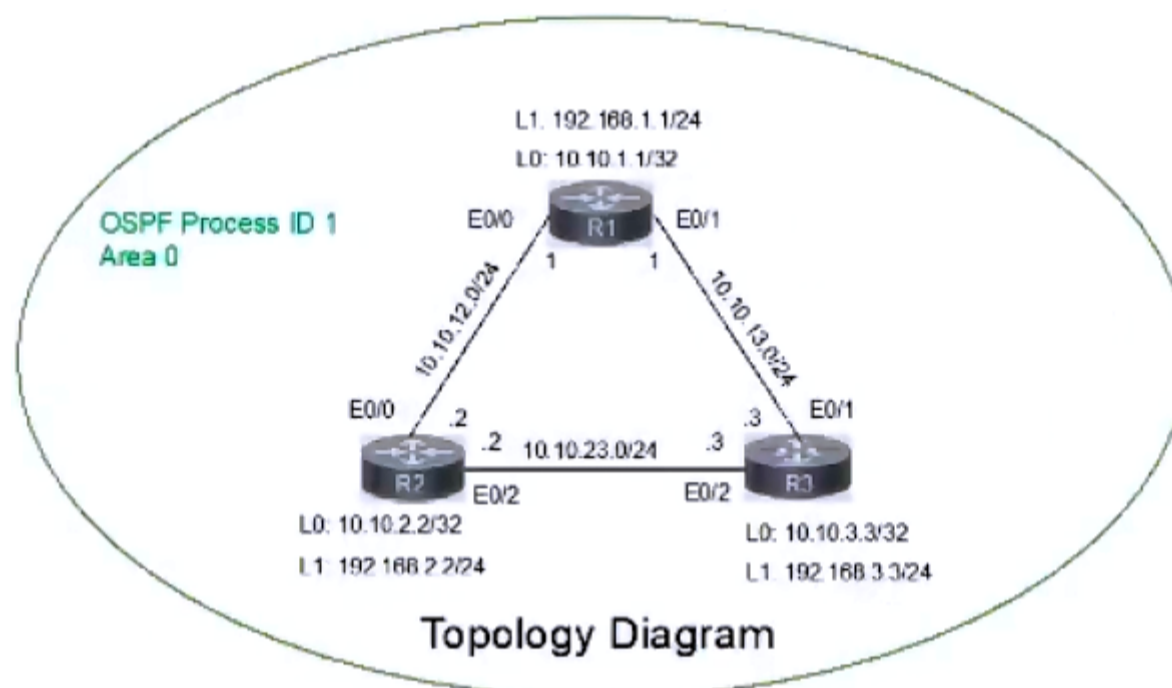 L1. 192.168.1.1/24
L0: 10.10.1.1/32
OSPF Process ID 1
Area 0
E0/0
R1
E0/1
1
1
10.10.12.0/24
10.10.13.0/24
E0/0
.2
.2
10.10.23.0/24
.3
.3
E0/1
R2
E0/2
E0/2
R3
L0: 10.10.2.2/32
L1: 192.168.2.2/24
L0: 10.10.3.3/32
L1. 192.168.3.3/24
Topology Diagram